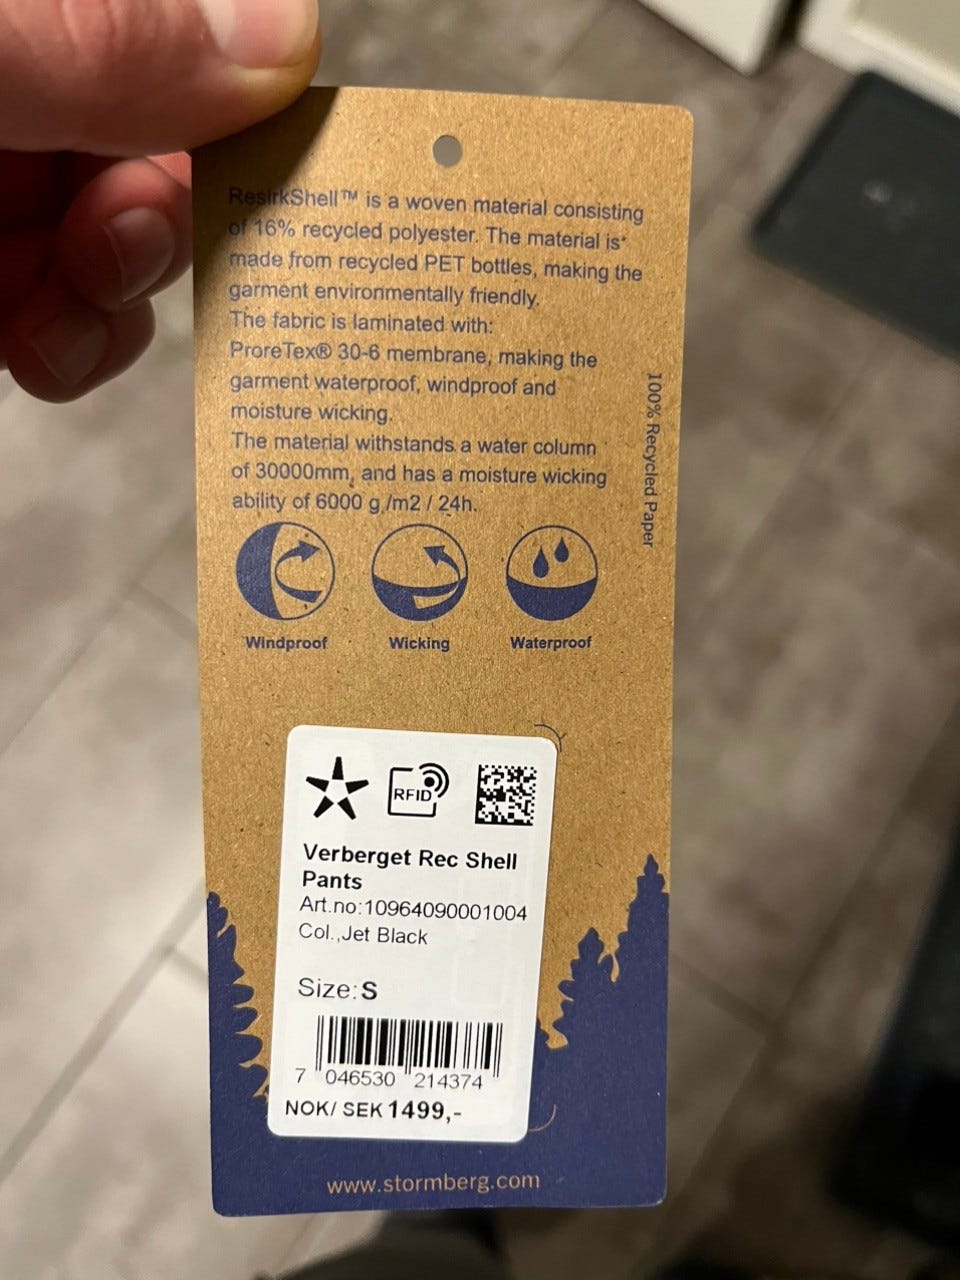 ResirkShell™ is a woven material consisting
of 16% recycled polyester. The material is
made from recycled PET bottles, making the
garment environmentally friendly.
The fabric is laminated with:
ProreTex® 30-6 membrane, making the
garment waterproof, windproof and
moisture wicking.
The material withstands a water column
of 30000mm, and has a moisture wicking
ability of 6000 g /m2 / 24h.
100% Recycled Paper
Windproof Wicking Waterproof
RFID
Verberget Rec Shell
Pants
Art.no:10964090001004
Col.,Jet Black
Size: S
7 046530 214374
NOK/ SEK 1499,-
www.stormberg.com